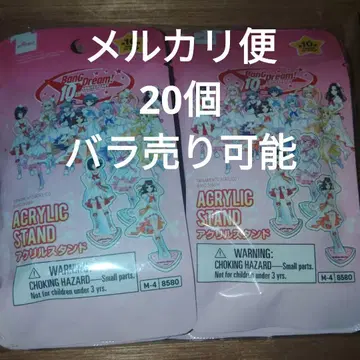 メルカリ便
20個
バラ売り可能
BanG Dream!
10
ACRYLIC
STAND
アクリルスタンド
WARNING:
CHOKING HAZARD—Small parts.
Not for children under 3 yrs.
M-4 8580
BanG Dream!
10
ACRYLIC
STAND
アクリルスタンド
WARNING:
CHOKING HAZARD—Small parts.
Not for children under 3 yrs.
M-4 8580